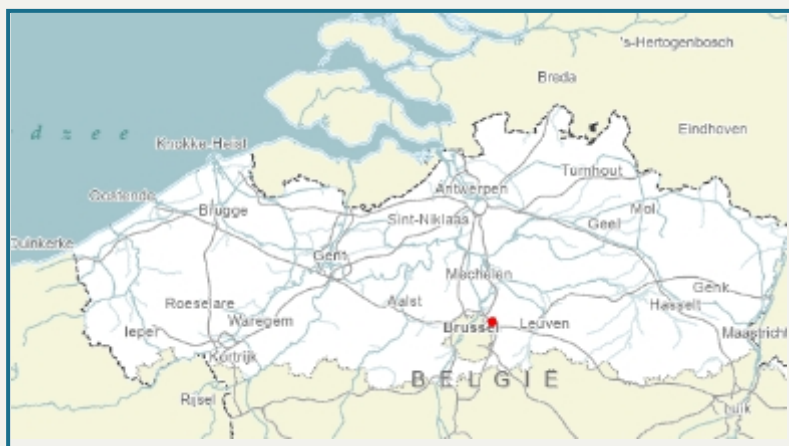 's-Hertogenbosch
Breda
d z e e
Eindhoven
Knokke-Heist
Turnhout
Antwerpen
Oostende
Mol
Brugge
Sint-Niklaas
Geel
Duinkerke
Gent
Mechelen
Genk
Roeselare
Aalst
Hasselt
Waregem
Brussel
Leuven
Ieper
Maastricht
Kortrijk
BELGIË
Rijsel
Luik